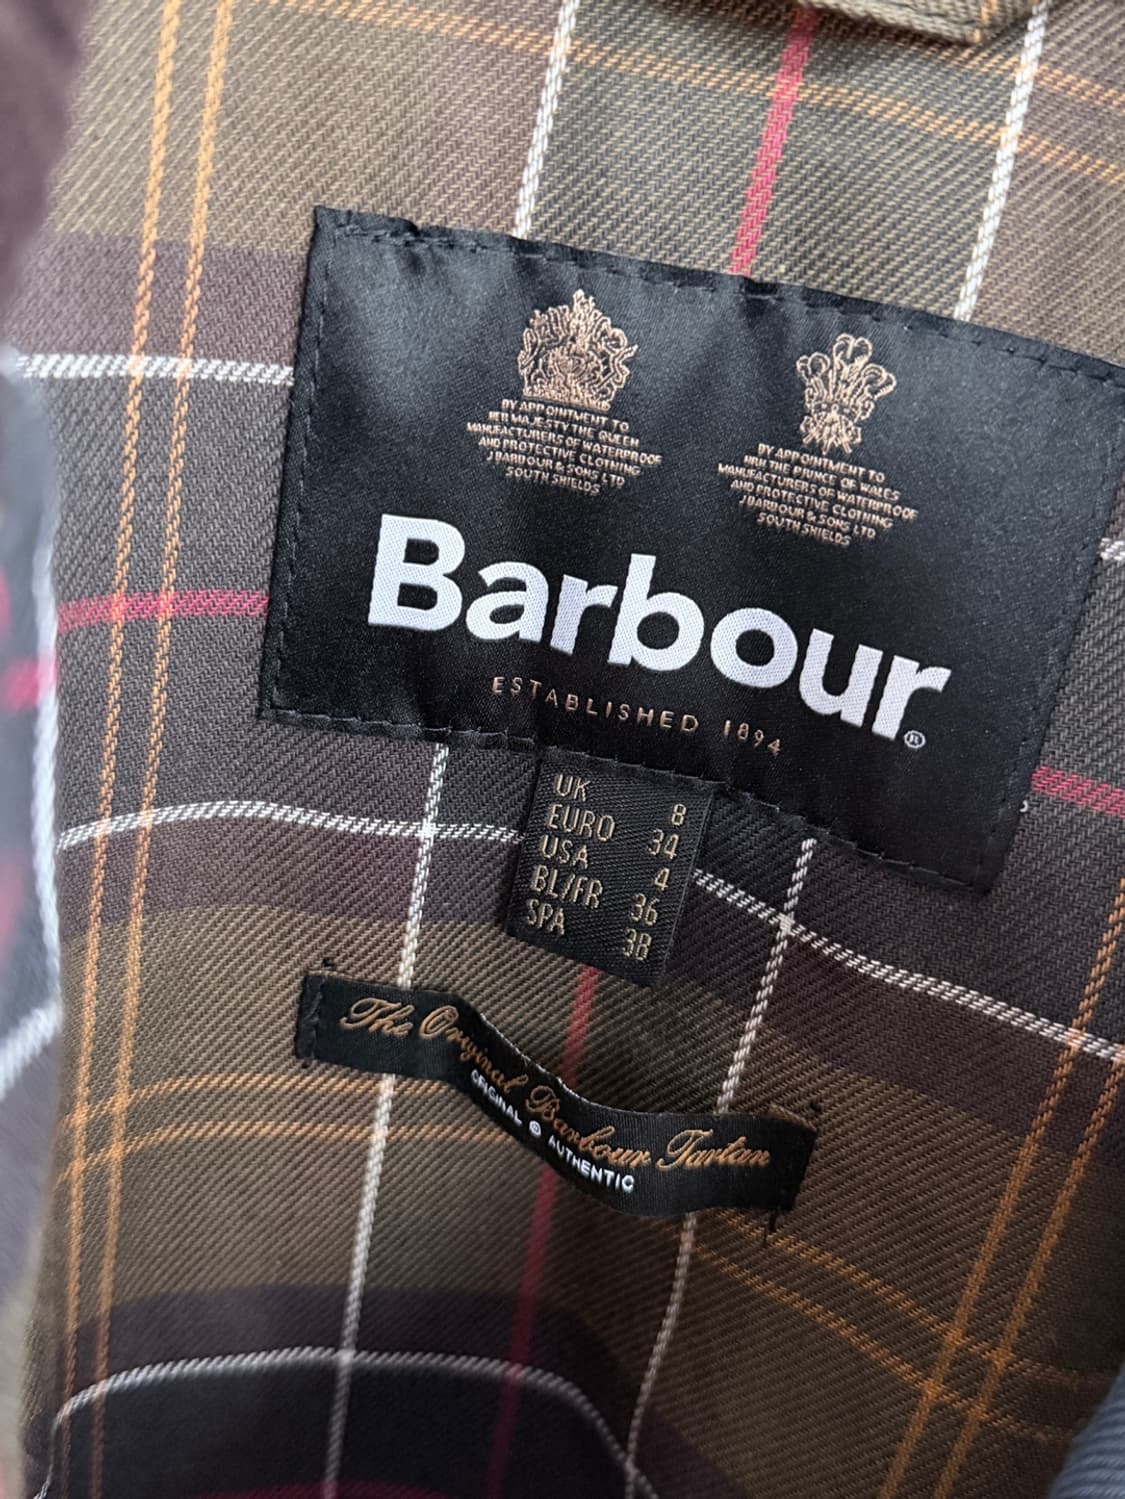 BY APPOINTMENT TO
HER MAJESTY THE QUEEN
MANUFACTURERS OF WATERPROOF
AND PROTECTIVE CLOTHING
J BARBOUR & SONS LTD
SOUTH SHIELDS
BY APPOINTMENT TO
HRH THE PRINCE OF WALES
MANUFACTURERS OF WATERPROOF
AND PROTECTIVE CLOTHING
J BARBOUR & SONS LTD
SOUTH SHIELDS
Barbour®
ESTABLISHED 1894
UK 8
EURO 34
USA 4
BL/FR 36
SPA 38
The Original Barbour Tartan
ORIGINAL @ AUTHENTIC